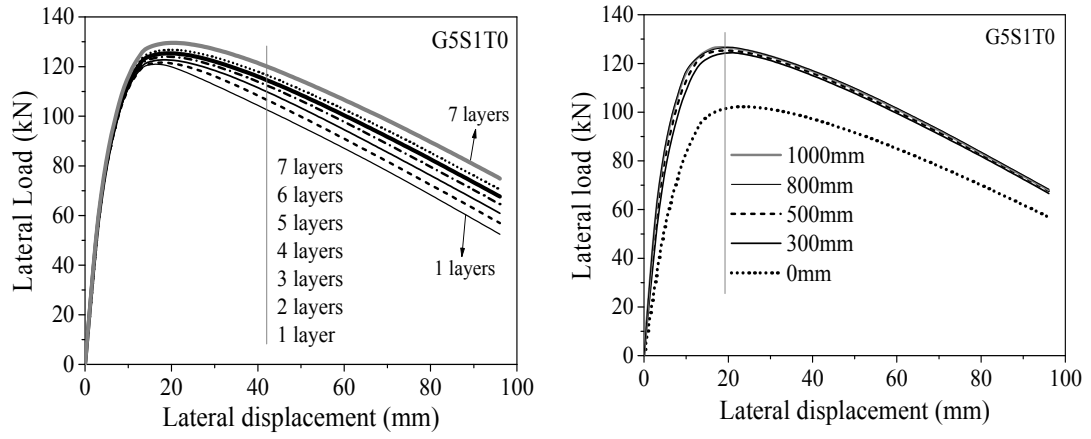 140
120
100
80
60
40
20
0
0
20
40
60
80
100
Lateral Load (kN)
Lateral displacement (mm)
G5S1T0
7 layers
7 layers
6 layers
5 layers
4 layers
3 layers
2 layers
1 layer
1 layers
140
120
100
80
60
40
20
0
0
20
40
60
80
100
Lateral load (kN)
Lateral displacement (mm)
G5S1T0
1000mm
800mm
500mm
300mm
0mm